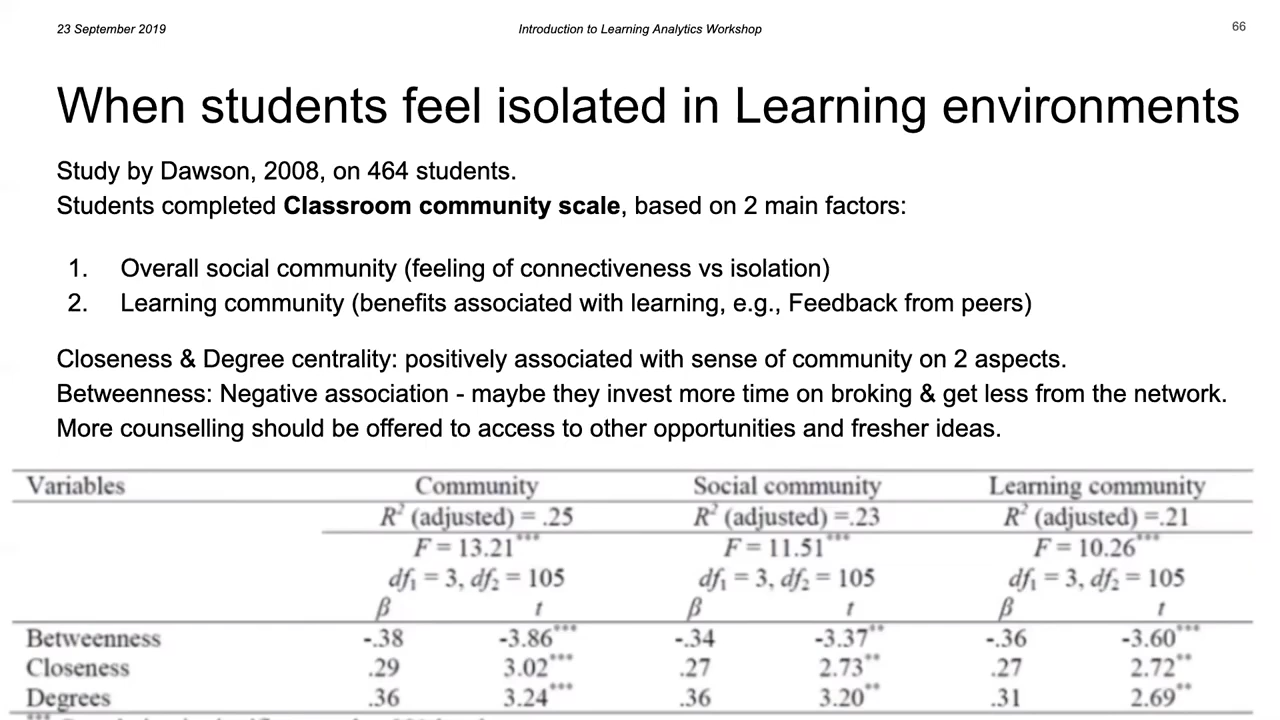 23 September 2019 Introduction to Learning Analytics Workshop 66
When students feel isolated in Learning environments
Study by Dawson, 2008, on 464 students.
Students completed Classroom community scale, based on 2 main factors:
1. Overall social community (feeling of connectiveness vs isolation)
2. Learning community (benefits associated with learning, e.g., Feedback from peers)
Closeness & Degree centrality: positively associated with sense of community on 2 aspects.
Betweenness: Negative association - maybe they invest more time on broking & get less from the network.
More counselling should be offered to access to other opportunities and fresher ideas.
Variables Community Social community Learning community
R² (adjusted) = .25 R² (adjusted) =.23 R² (adjusted) =.21
F = 13.21*** F = 11.51*** F = 10.26***
df₁ = 3, df₂ = 105 df₁ = 3, df₂ = 105 df₁ = 3, df₂ = 105
β t β t β t
Betweenness -.38 -3.86*** -.34 -3.37** -.36 -3.60***
Closeness .29 3.02*** .27 2.73** .27 2.72**
Degrees .36 3.24*** .36 3.20** .31 2.69**